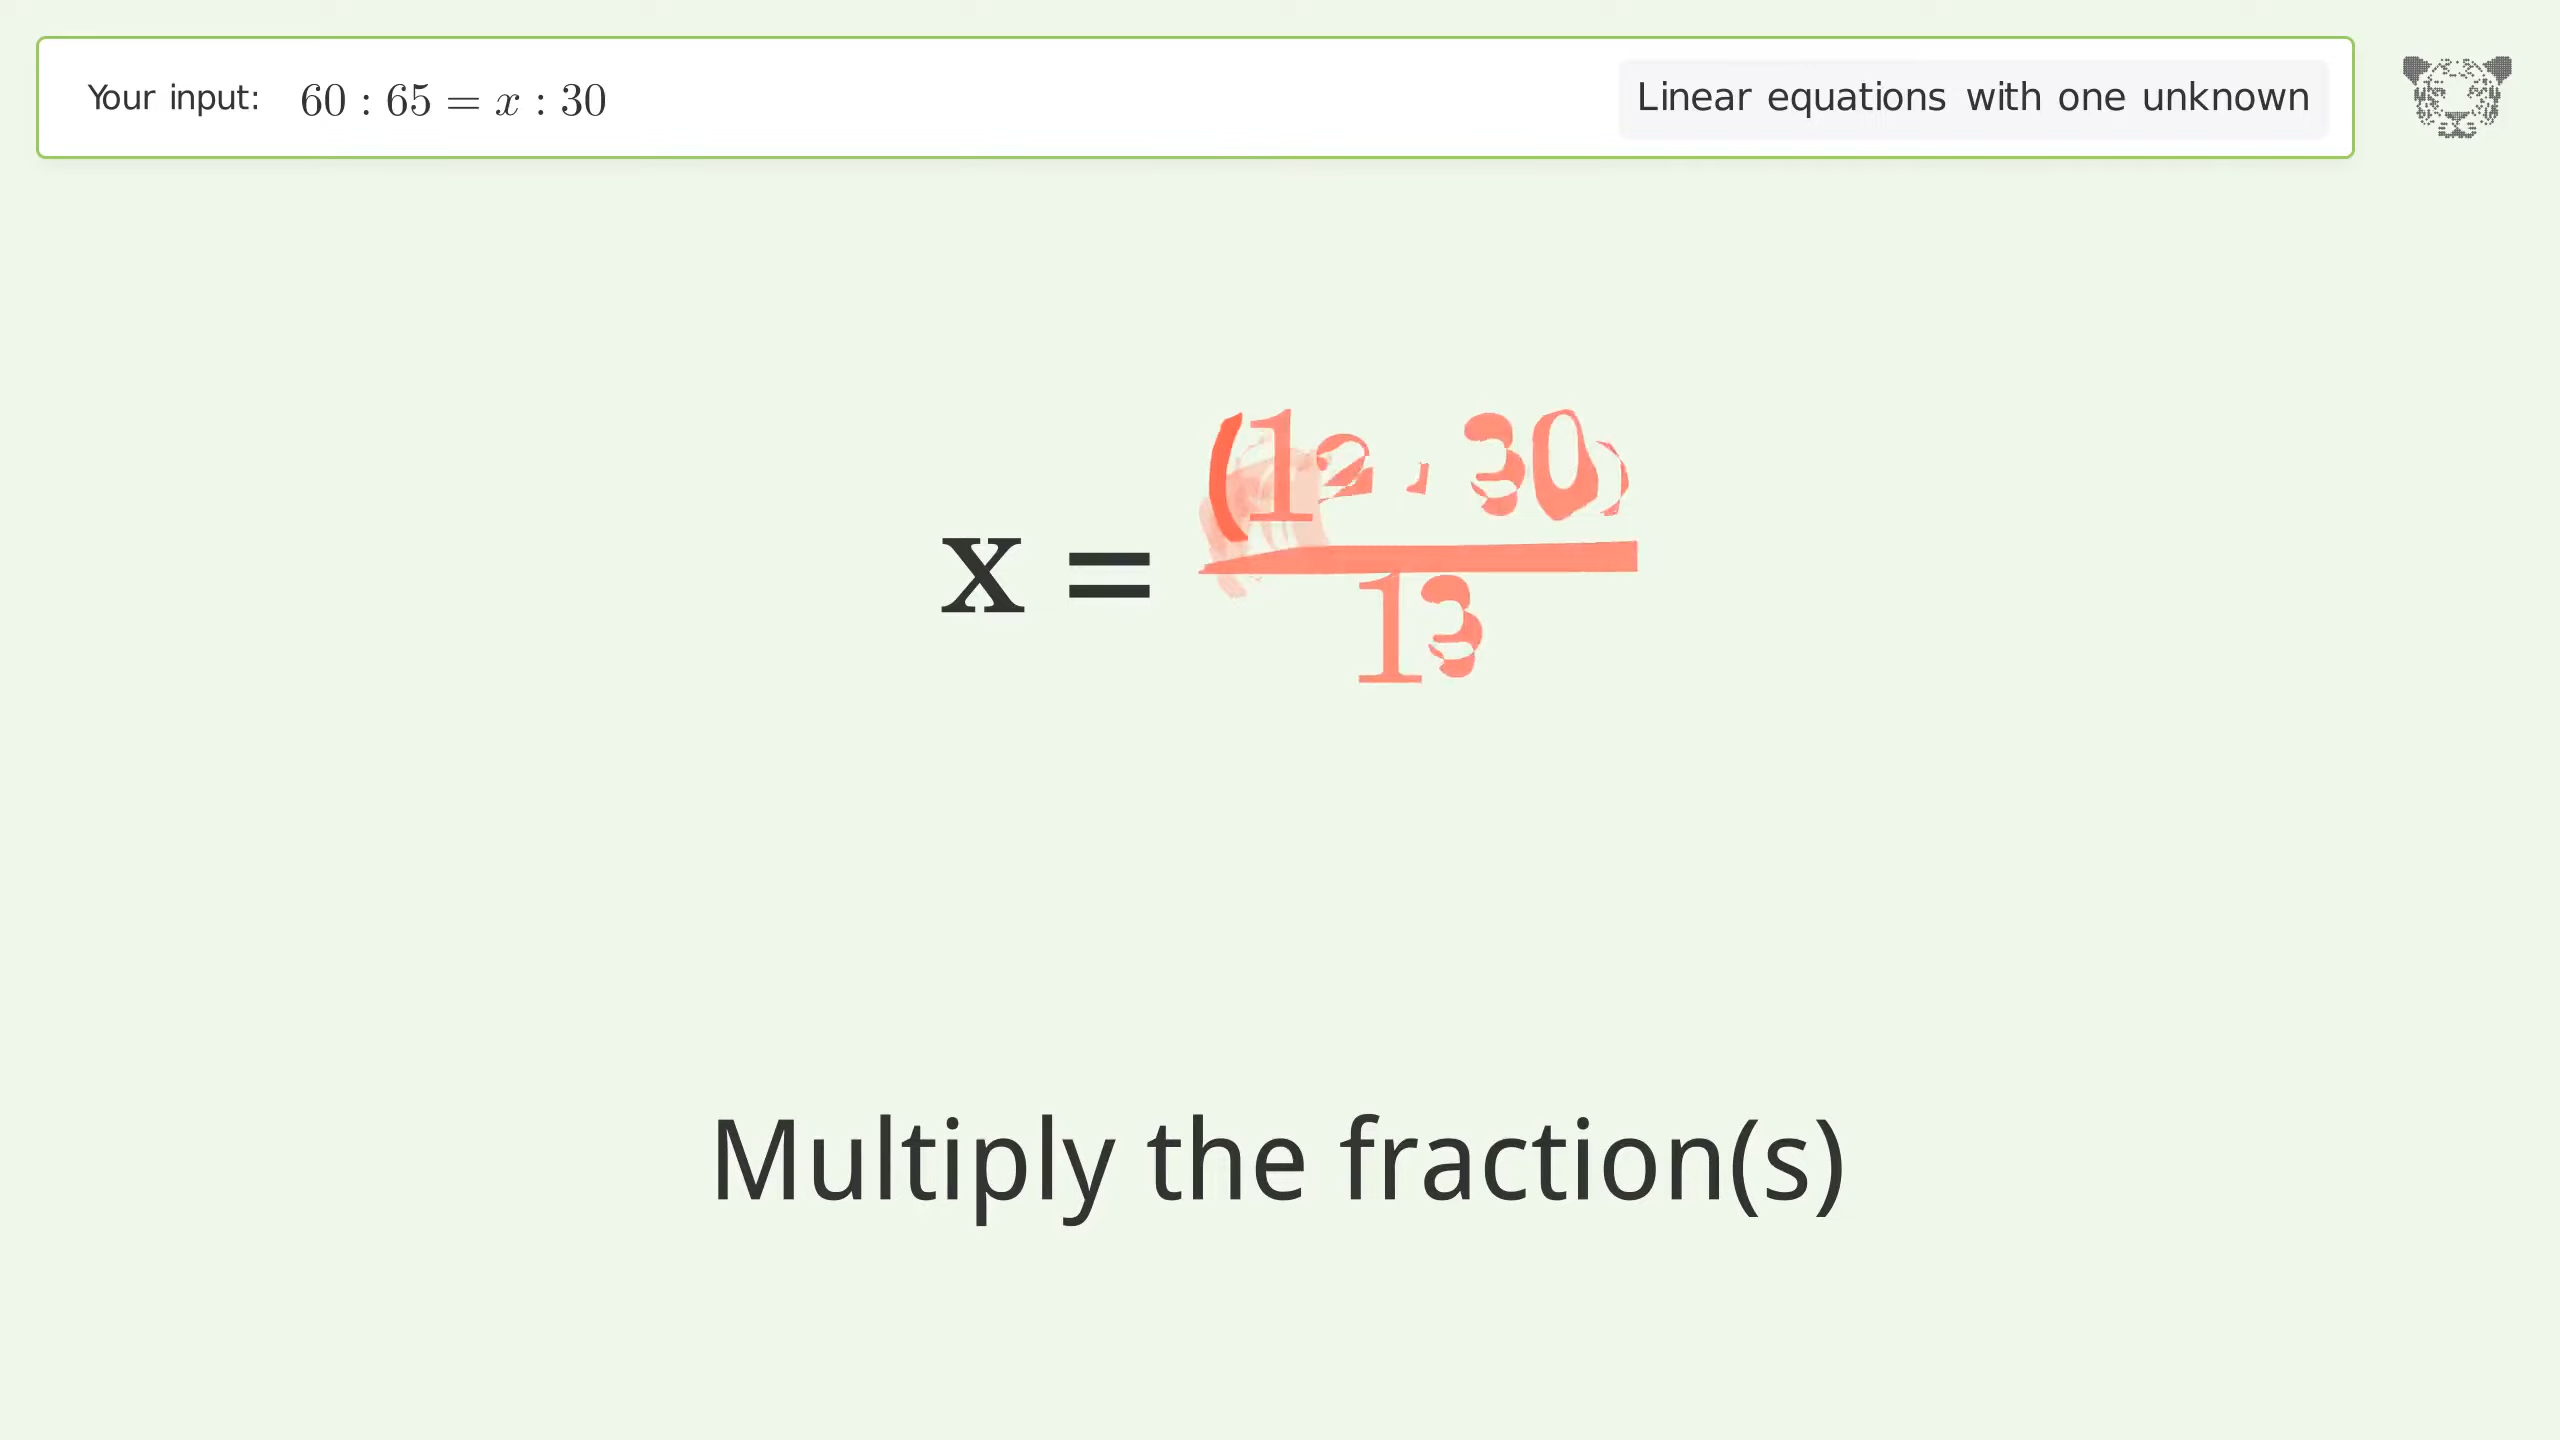 Your input: 60 : 65 = x : 30
Linear equations with one unknown
x = (12 · 30) / 13
Multiply the fraction(s)